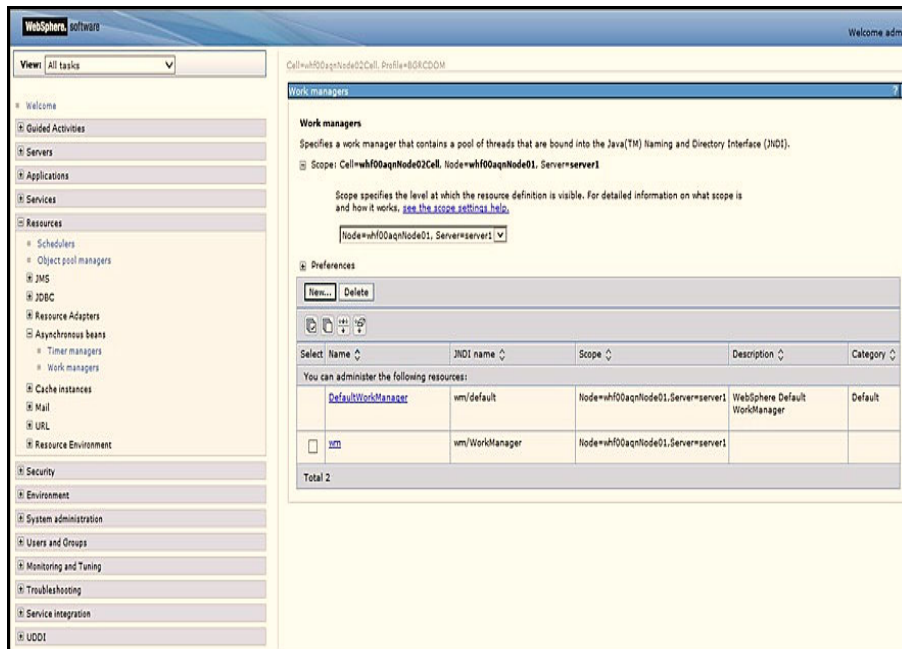 WebSphere. software
Welcome adm
View: All tasks
Welcome
Guided Activities
Servers
Applications
Services
Resources
Schedulers
Object pool managers
JMS
JDBC
Resource Adapters
Asynchronous beans
Timer managers
Work managers
Cache instances
Mail
URL
Resource Environment
Security
Environment
System administration
Users and Groups
Monitoring and Tuning
Troubleshooting
Service integration
UDDI
Cell=whf00aqnNode02Cell, Profile=BGRCDOM
Work managers ?
Work managers
Specifies a work manager that contains a pool of threads that are bound into the Java(TM) Naming and Directory Interface (JNDI).
Scope: Cell=whf00aqnNode02Cell, Node=whf00aqnNode01, Server=server1
Scope specifies the level at which the resource definition is visible. For detailed information on what scope is
and how it works, see the scope settings help.
Node=whf00aqnNode01, Server=server1
Preferences
New... Delete
Select Name JNDI name Scope Description Category
You can administer the following resources:
DefaultWorkManager wm/default Node=whf00aqnNode01,Server=server1 WebSphere Default Default
WorkManager
wm wm/WorkManager Node=whf00aqnNode01,Server=server1
Total 2